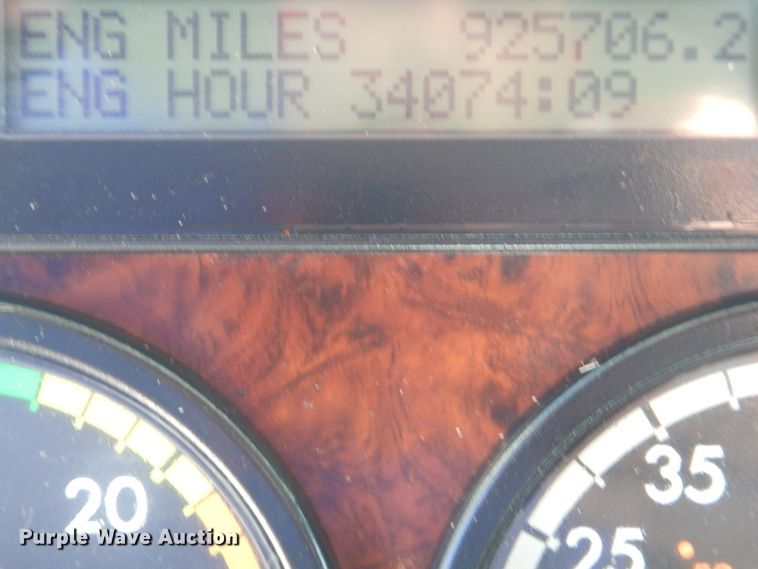 ENG MILES 925706.2
ENG HOUR 34074:09
20
35
25
Purple Wave Auction